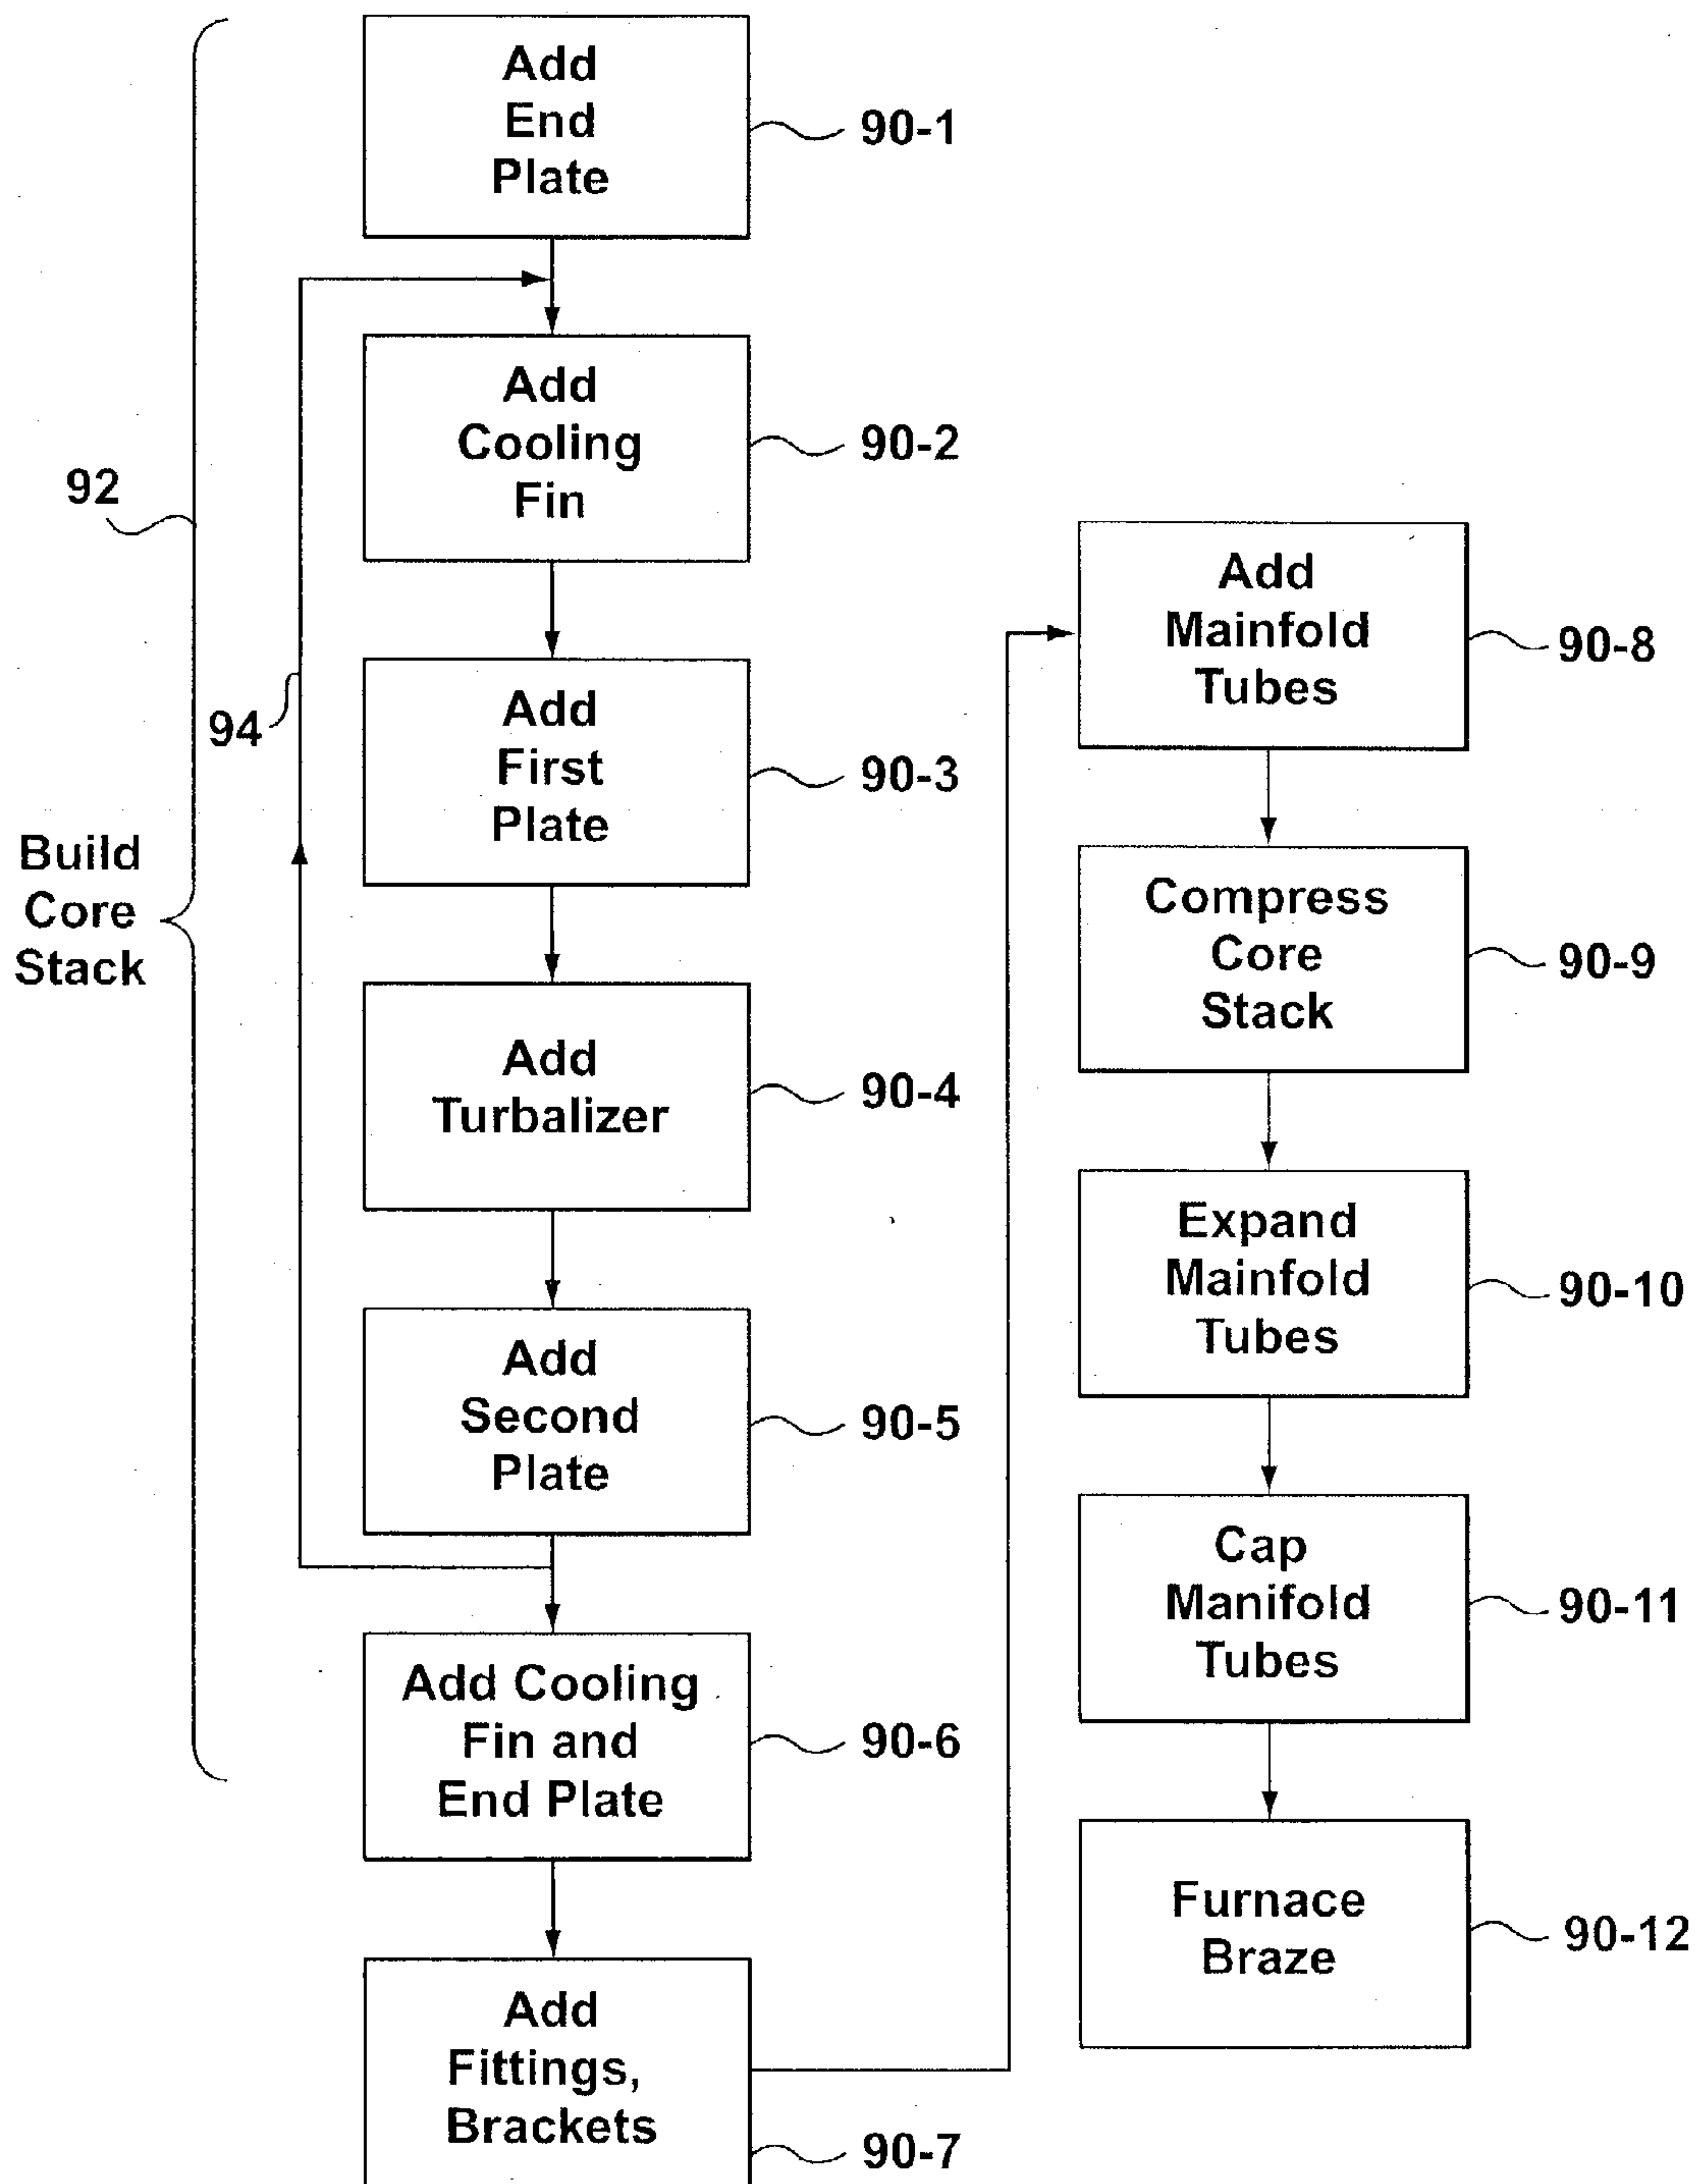 Add
End
Plate
90-1
Add
Cooling
Fin
90-2
92
Add
First
Plate
90-3
94
Build
Core
Stack
Add
Turbalizer
90-4
Add
Second
Plate
90-5
Add Cooling
Fin and
End Plate
90-6
Add
Fittings,
Brackets
90-7
Add
Mainfold
Tubes
90-8
Compress
Core
Stack
90-9
Expand
Mainfold
Tubes
90-10
Cap
Manifold
Tubes
90-11
Furnace
Braze
90-12